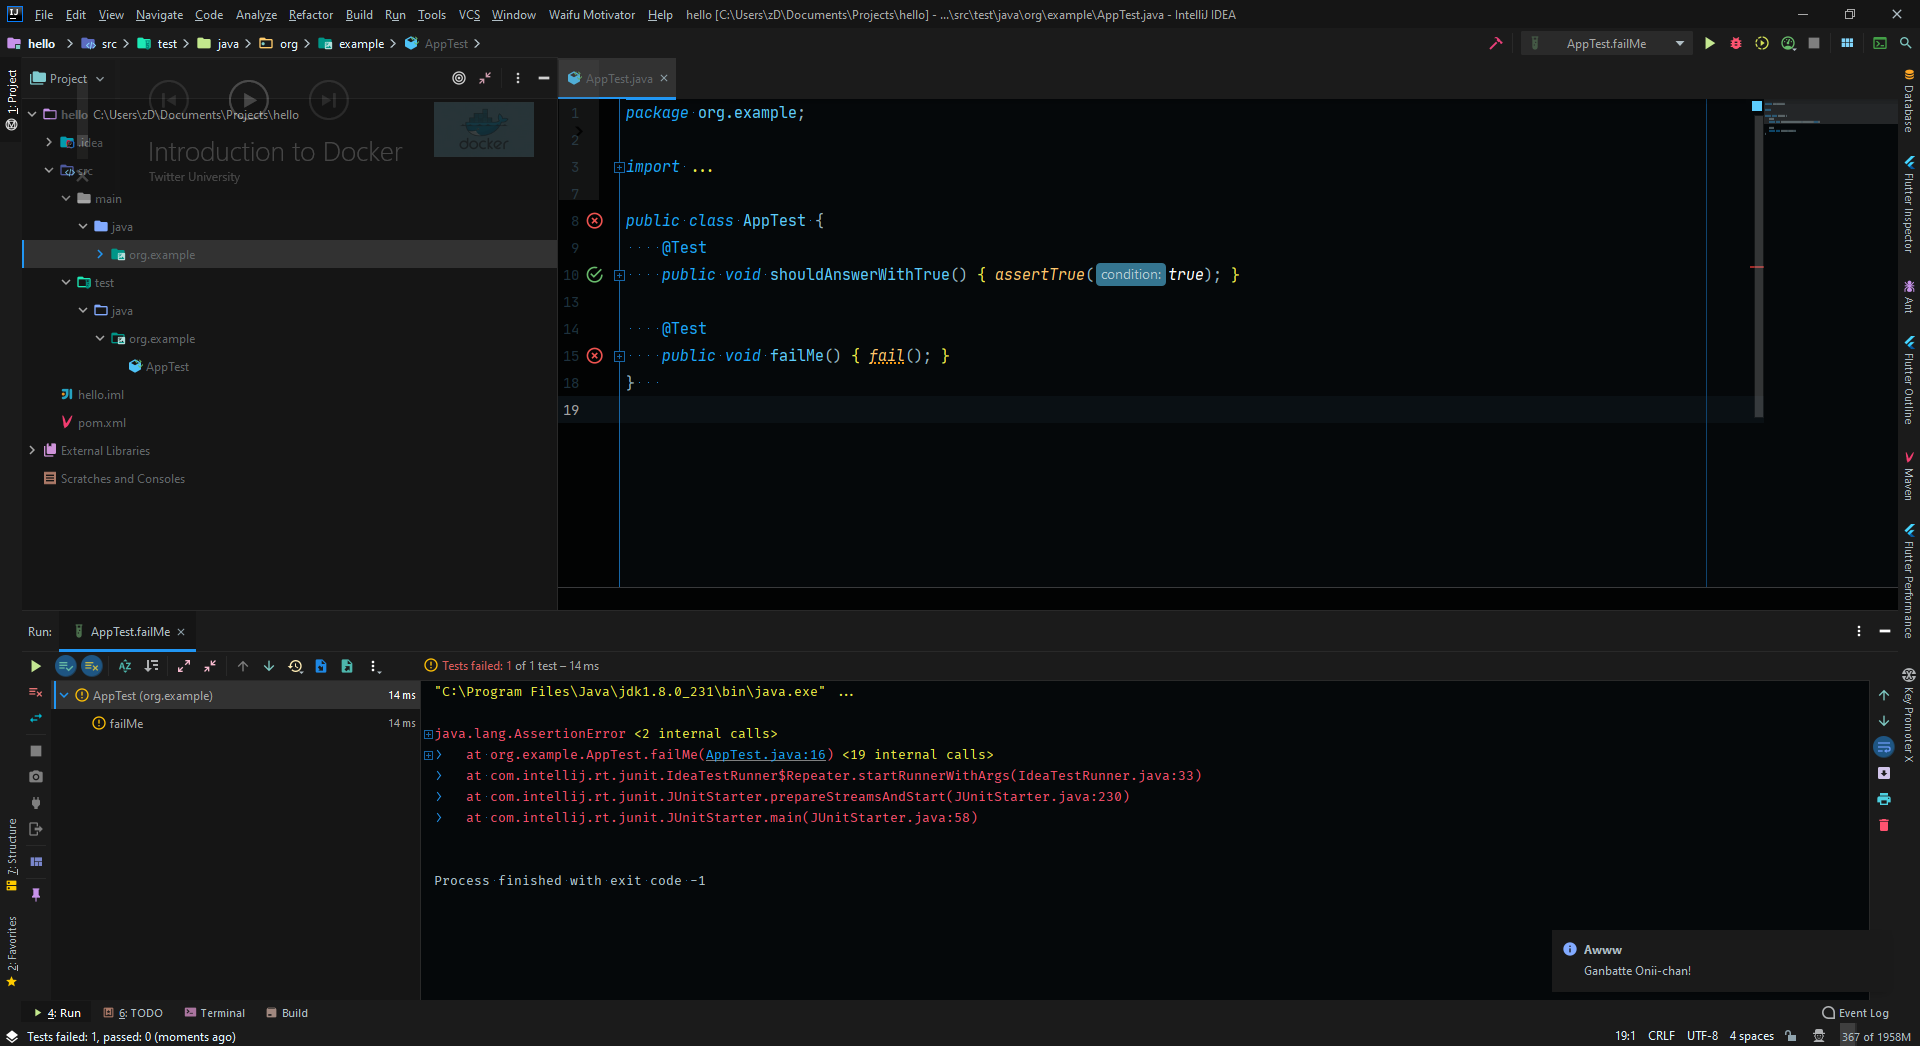 File Edit View Navigate Code Analyze Refactor Build Run Tools VCS Window Waifu Motivator Help hello [C:\Users\zD\Documents\Projects\hello] - ...\src\test\java\org\example\AppTest.java - IntelliJ IDEA
hello src test java org example AppTest
AppTest.failMe
1: Project
Project
hello C:\Users\zD\Documents\Projects\hello
.idea
src
main
java
org.example
test
java
org.example
AppTest
hello.iml
pom.xml
External Libraries
Scratches and Consoles
Introduction to Docker
Twitter University
docker
AppTest.java
1 package org.example;
2
3 import ...
7
8 public class AppTest {
9 @Test
10 public void shouldAnswerWithTrue() { assertTrue( condition: true); }
13
14 @Test
15 public void failMe() { fail(); }
18 }
19
Database
Flutter Inspector
Ant
Flutter Outline
Maven
Flutter Performance
Key Promoter X
Run: AppTest.failMe
Tests failed: 1 of 1 test – 14 ms
AppTest (org.example) 14 ms
failMe 14 ms
"C:\Program Files\Java\jdk1.8.0_231\bin\java.exe" ...
java.lang.AssertionError <2 internal calls>
at org.example.AppTest.failMe(AppTest.java:16) <19 internal calls>
at com.intellij.rt.junit.IdeaTestRunner$Repeater.startRunnerWithArgs(IdeaTestRunner.java:33)
at com.intellij.rt.junit.JUnitStarter.prepareStreamsAndStart(JUnitStarter.java:230)
at com.intellij.rt.junit.JUnitStarter.main(JUnitStarter.java:58)
Process finished with exit code -1
7: Structure
2: Favorites
Awww
Ganbatte Onii-chan!
4: Run 6: TODO Terminal Build
Event Log
Tests failed: 1, passed: 0 (moments ago)
19:1 CRLF UTF-8 4 spaces 367 of 1958M